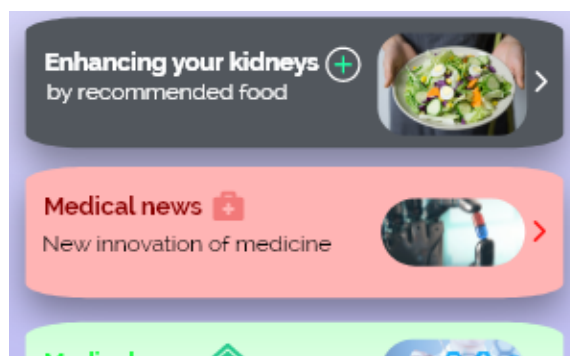 Enhancing your kidneys
by recommended food
Medical news
New innovation of medicine